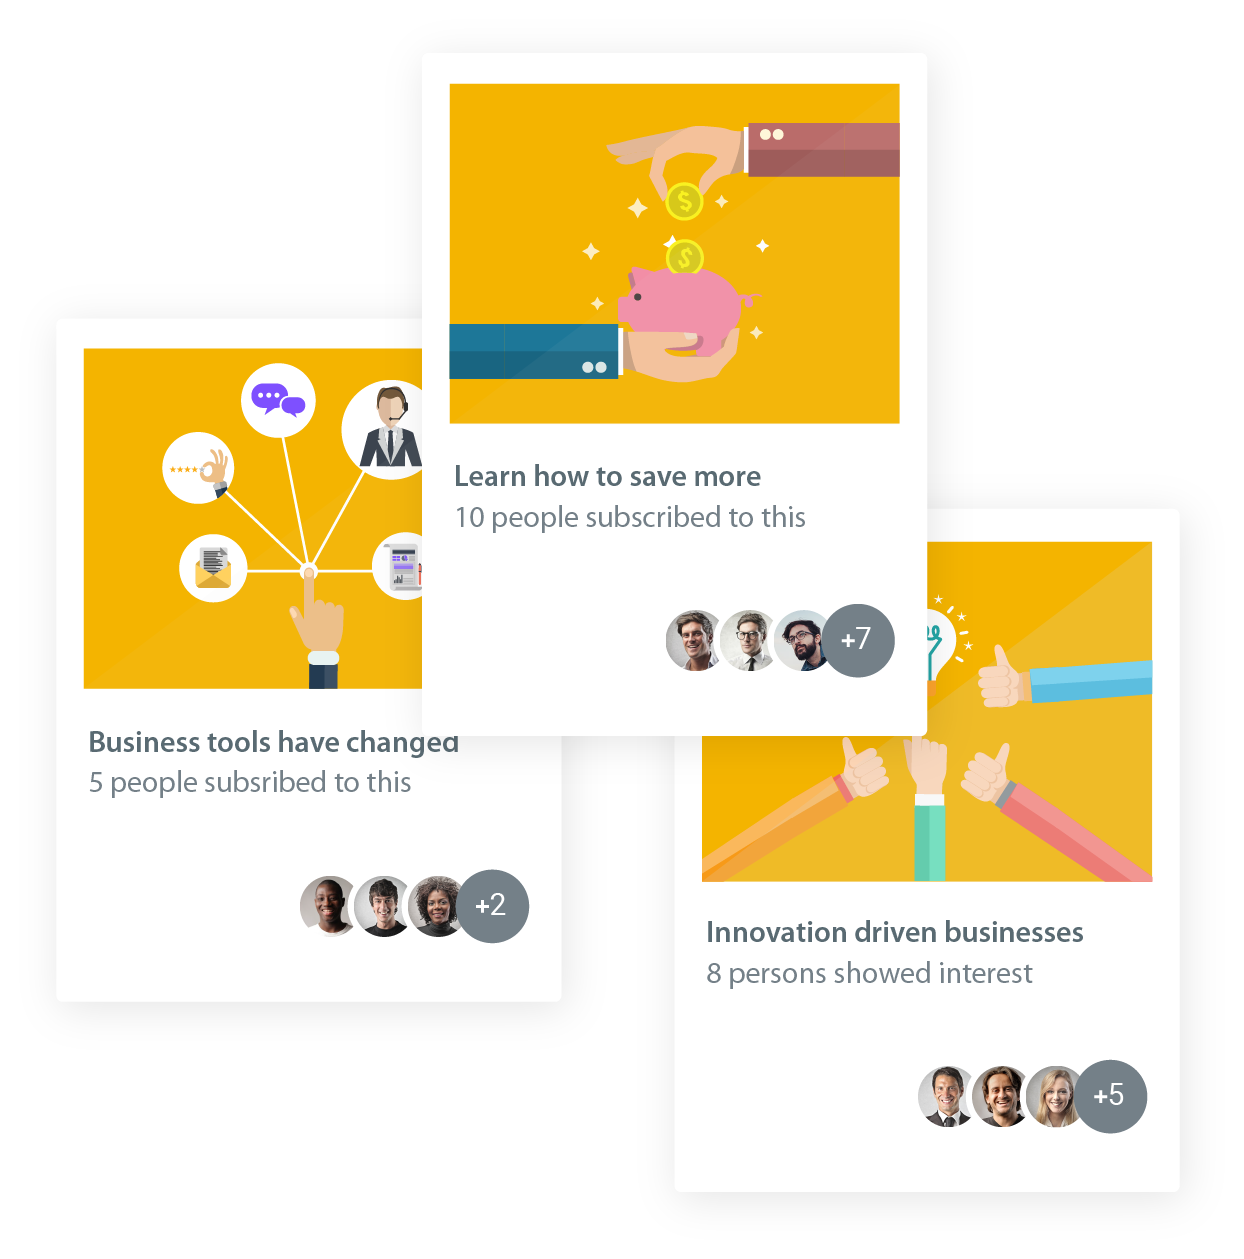 $
$
Learn how to save more
10 people subscribed to this
+7
Business tools have changed
5 people subsribed to this
+2
Innovation driven businesses
8 persons showed interest
+5